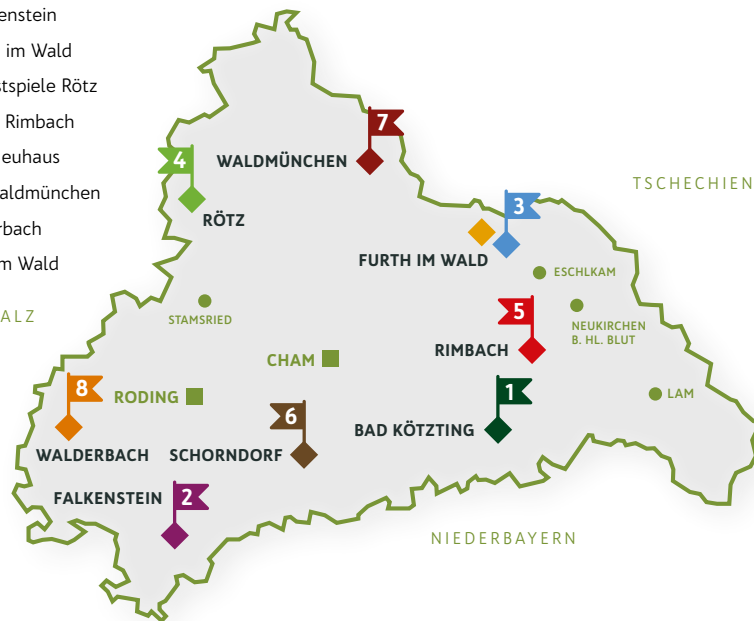 enstein
im Wald
stspiele Rötz
Rimbach
euhaus
aldmünchen
rbach
m Wald
ALZ
7
WALDMÜNCHEN
4
RÖTZ
TSCHECHIEN
3
FURTH IM WALD
ESCHLKAM
STAMSRIED
NEUKIRCHEN
B. HL. BLUT
5
RIMBACH
CHAM
LAM
8
RODING
1
BAD KÖTZTING
6
WALDERBACH
SCHORNDORF
FALKENSTEIN
2
NIEDERBAYERN